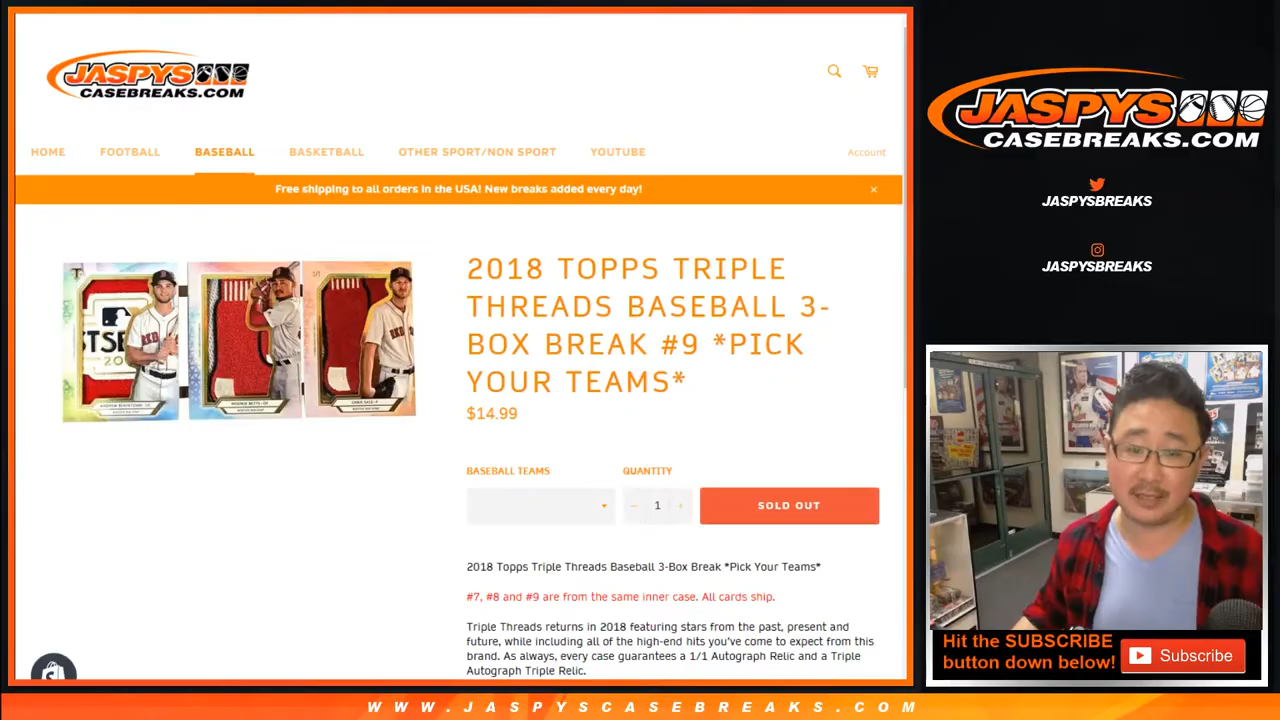 JASPYS
CASEBREAKS.COM
HOME FOOTBALL BASEBALL BASKETBALL OTHER SPORT/NON SPORT YOUTUBE Account
Free shipping to all orders in the USA! New breaks added every day! ×
2018 TOPPS TRIPLE
THREADS BASEBALL 3-
BOX BREAK #9 *PICK
YOUR TEAMS*
$14.99
BASEBALL TEAMS QUANTITY
− 1 + SOLD OUT
2018 Topps Triple Threads Baseball 3-Box Break *Pick Your Teams*
#7, #8 and #9 are from the same inner case. All cards ship.
Triple Threads returns in 2018 featuring stars from the past, present and
future, while including all of the high-end hits you've come to expect from this
brand. As always, every case guarantees a 1/1 Autograph Relic and a Triple
Autograph Triple Relic.
JASPYS
CASEBREAKS.COM
JASPYSBREAKS
JASPYSBREAKS
Hit the SUBSCRIBE
button down below!
Subscribe
WWW.JASPYSCASEBREAKS.COM